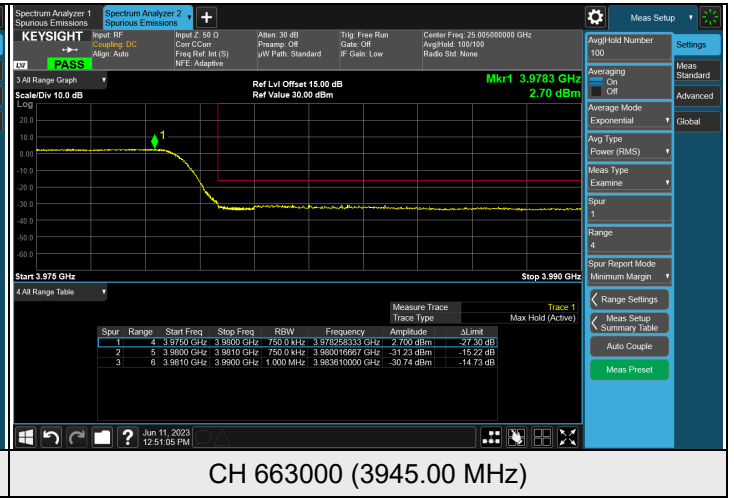 Spectrum Analyzer 1
Spurious Emissions
Spectrum Analyzer 2
Spurious Emissions
+
Meas Setup
KEYSIGHT
LXI
PASS
Input: RF
Coupling: DC
Align: Auto
Input Z: 50 Ω
Corr CCorr
Freq Ref: Int (S)
NFE: Adaptive
Atten: 30 dB
Preamp: Off
µW Path: Standard
Trig: Free Run
Gate: Off
IF Gain: Low
Center Freq: 25.005000000 GHz
Avg|Hold: 100/100
Radio Std: None
3 All Range Graph
Scale/Div 10.0 dB
Ref Lvl Offset 15.00 dB
Ref Value 30.00 dBm
Mkr1 3.9783 GHz
2.70 dBm
Log
20.0
10.0
0.00
-10.0
-20.0
-30.0
-40.0
-50.0
-60.0
1
Start 3.975 GHz
Stop 3.990 GHz
4 All Range Table
Measure Trace Trace 1
Trace Type Max Hold (Active)
Spur Range Start Freq Stop Freq RBW Frequency Amplitude ΔLimit
1 4 3.9750 GHz 3.9800 GHz 750.0 kHz 3.978258333 GHz 2.700 dBm -27.30 dB
2 5 3.9800 GHz 3.9810 GHz 750.0 kHz 3.980016667 GHz -31.23 dBm -15.22 dB
3 6 3.9810 GHz 3.9900 GHz 1.000 MHz 3.983610000 GHz -30.74 dBm -14.73 dB
?
Jun 11, 2023
12:51:05 PM
Avg|Hold Number
100
Averaging
On
Off
Average Mode
Exponential
Avg Type
Power (RMS)
Meas Type
Examine
Spur
1
Range
4
Spur Report Mode
Minimum Margin
Range Settings
Meas Setup
Summary Table
Auto Couple
Meas Preset
Settings
Meas
Standard
Advanced
Global
CH 663000 (3945.00 MHz)